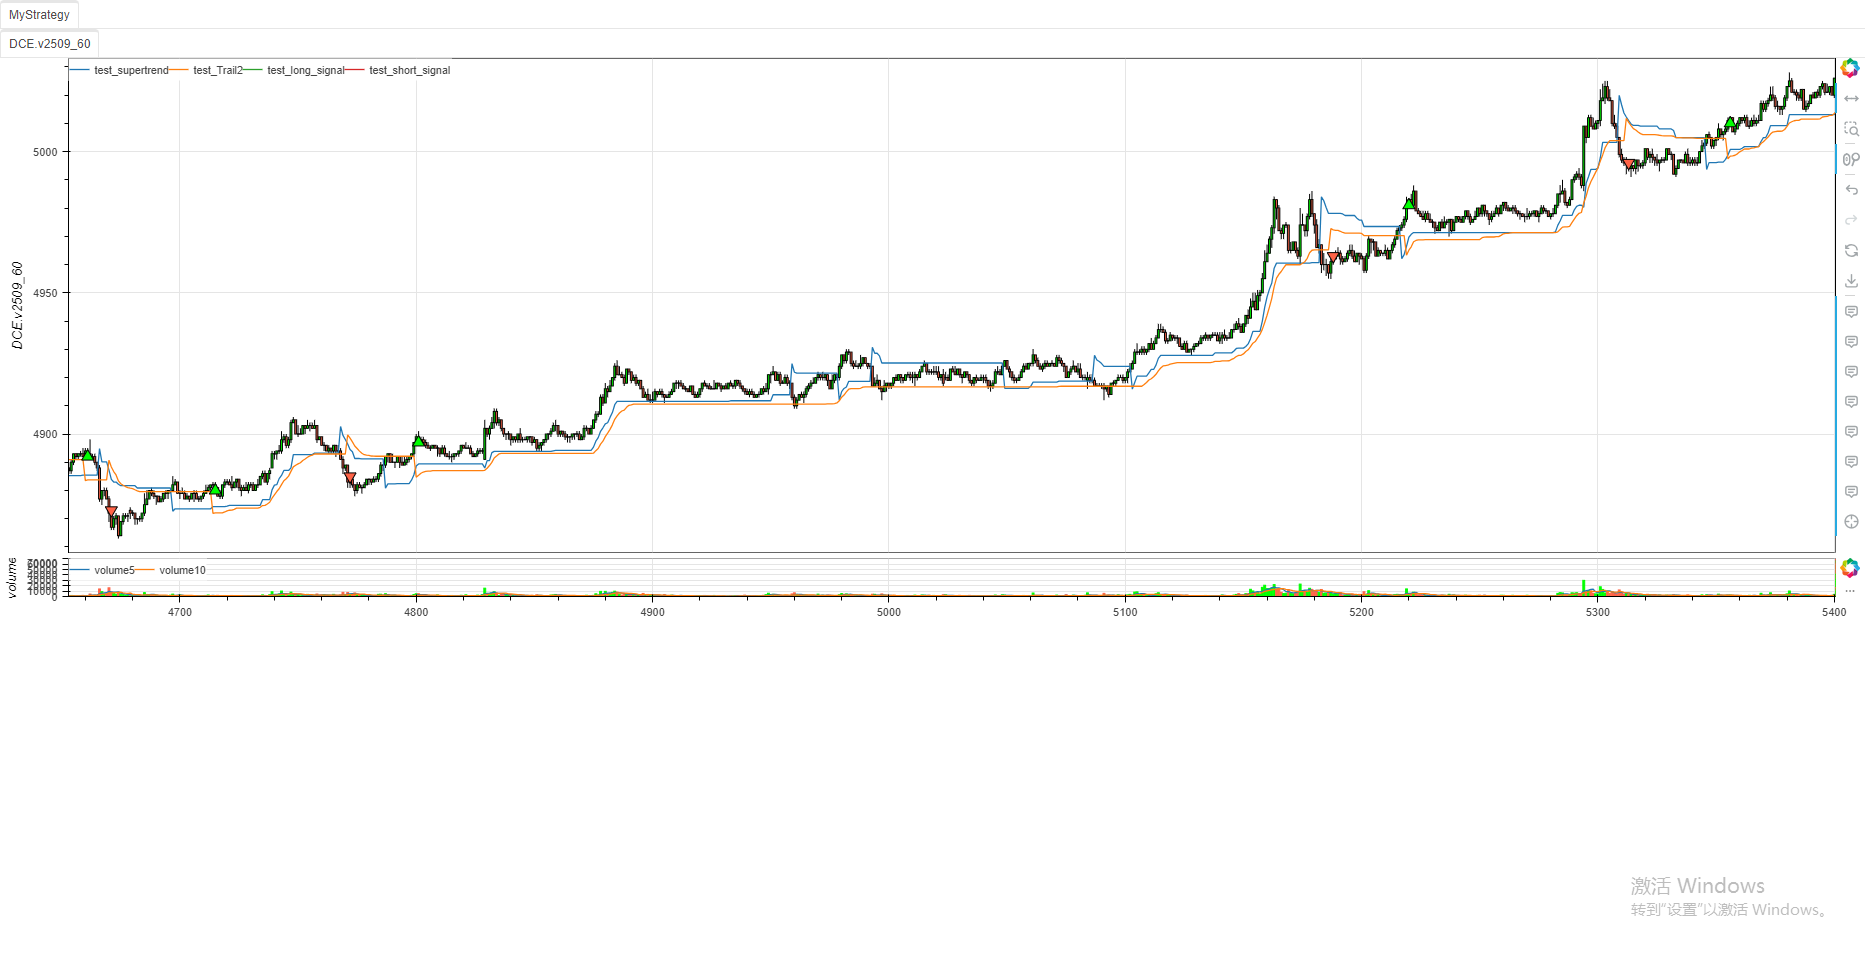 MyStrategy
DCE.v2509_60
test_supertrend test_Trail2 test_long_signal test_short_signal
5000
4950
4900
DCE.v2509_60
volume5 volume10
10000
0
volume
4700 4800 4900 5000 5100 5200 5300 5400
激活 Windows
转到“设置”以激活 Windows。